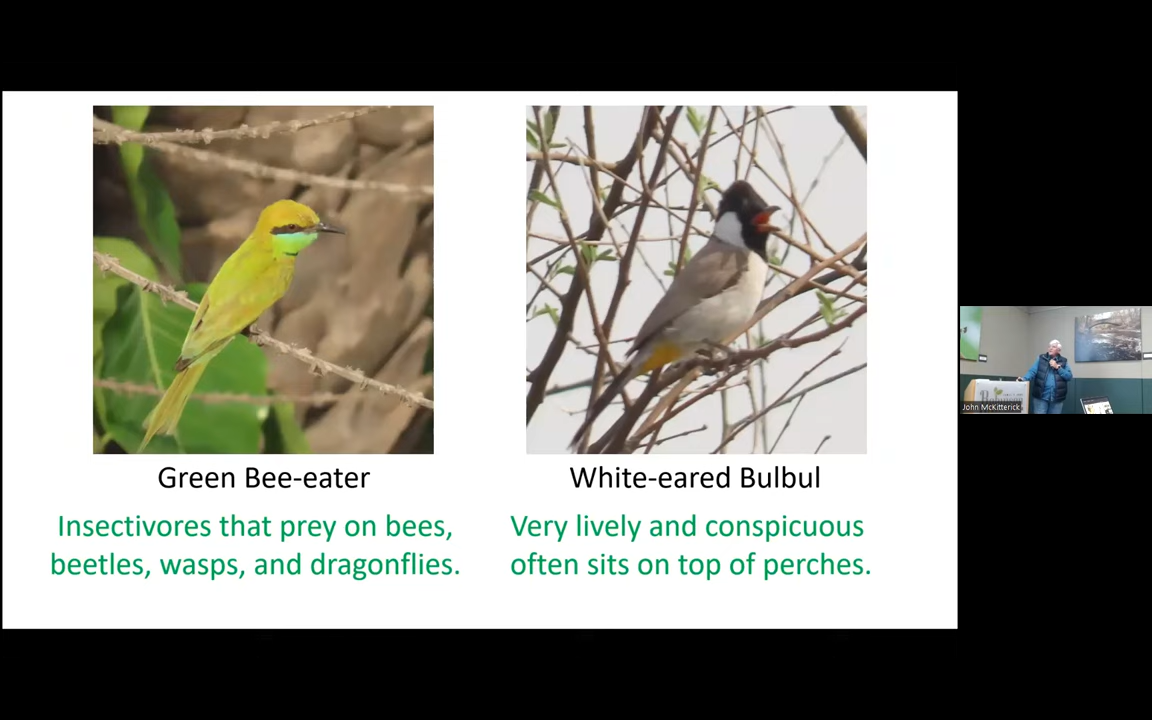 Green Bee-eater
Insectivores that prey on bees,
beetles, wasps, and dragonflies.
White-eared Bulbul
Very lively and conspicuous
often sits on top of perches.
John McKitterick